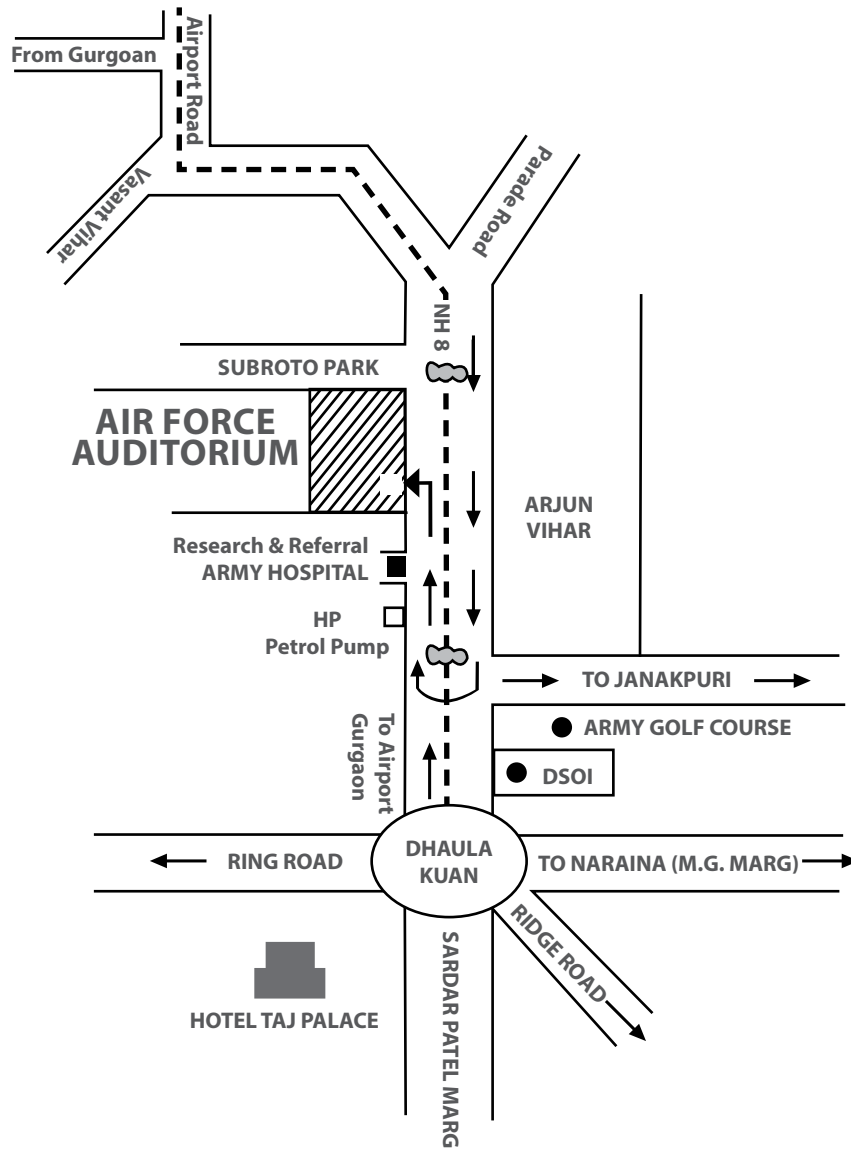 From Gurgoan
Airport Road
Vasant Vihar
Parade Road
NH 8
SUBROTO PARK
AIR FORCE
AUDITORIUM
ARJUN
VIHAR
Research & Referral
ARMY HOSPITAL
HP
Petrol Pump
TO JANAKPURI
To Airport
Gurgaon
ARMY GOLF COURSE
DSOI
RING ROAD
DHAULA
KUAN
TO NARAINA (M.G. MARG)
RIDGE ROAD
SARDAR PATEL MARG
HOTEL TAJ PALACE